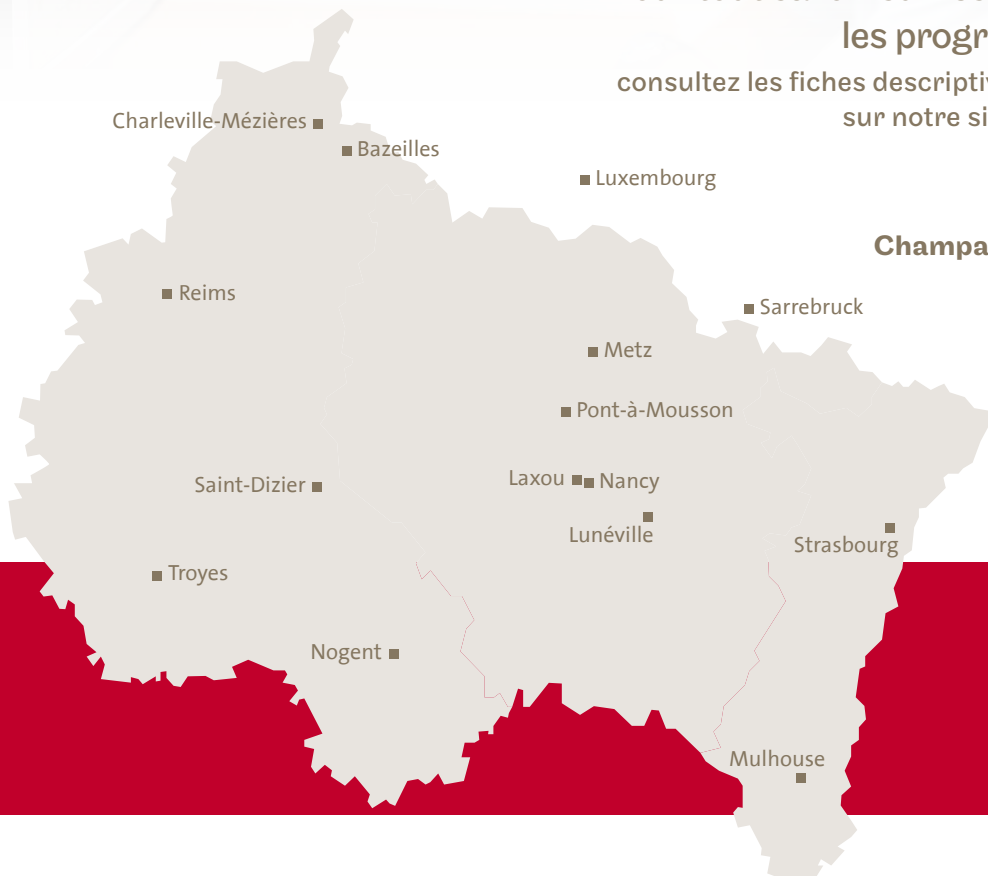 les progr
consultez les fiches descriptiv
sur notre si
Charleville-Mézières
Bazeilles
Luxembourg
Champa
Reims
Sarrebruck
Metz
Pont-à-Mousson
Laxou
Nancy
Saint-Dizier
Lunéville
Strasbourg
Troyes
Nogent
Mulhouse